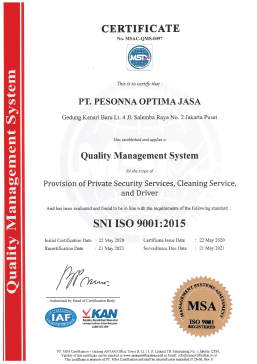 CERTIFICATE
No. MSAC-QMS-0097
MSA
This is to certify that :
PT. PESONNA OPTIMA JASA
Gedung Kenari Baru Lt. 4 Jl. Salemba Raya No. 2 Jakarta Pusat
Has established and applies a
Quality Management System
for the scope of
Provision of Private Security Services, Cleaning Service,
and Driver
And has been evaluated and found to be in line with the requirements of the following standard :
SNI ISO 9001:2015
Initial Certification Date : 22 May 2020
Certificate Issue Date : 22 May 2020
Recertification Date : 21 May 2023
Surveillance Due Date : 22 May 2021
Authorised by Head of Certification Body
IAF
KAN
MSA
ISO 9001
REGISTERED
Quality Management System